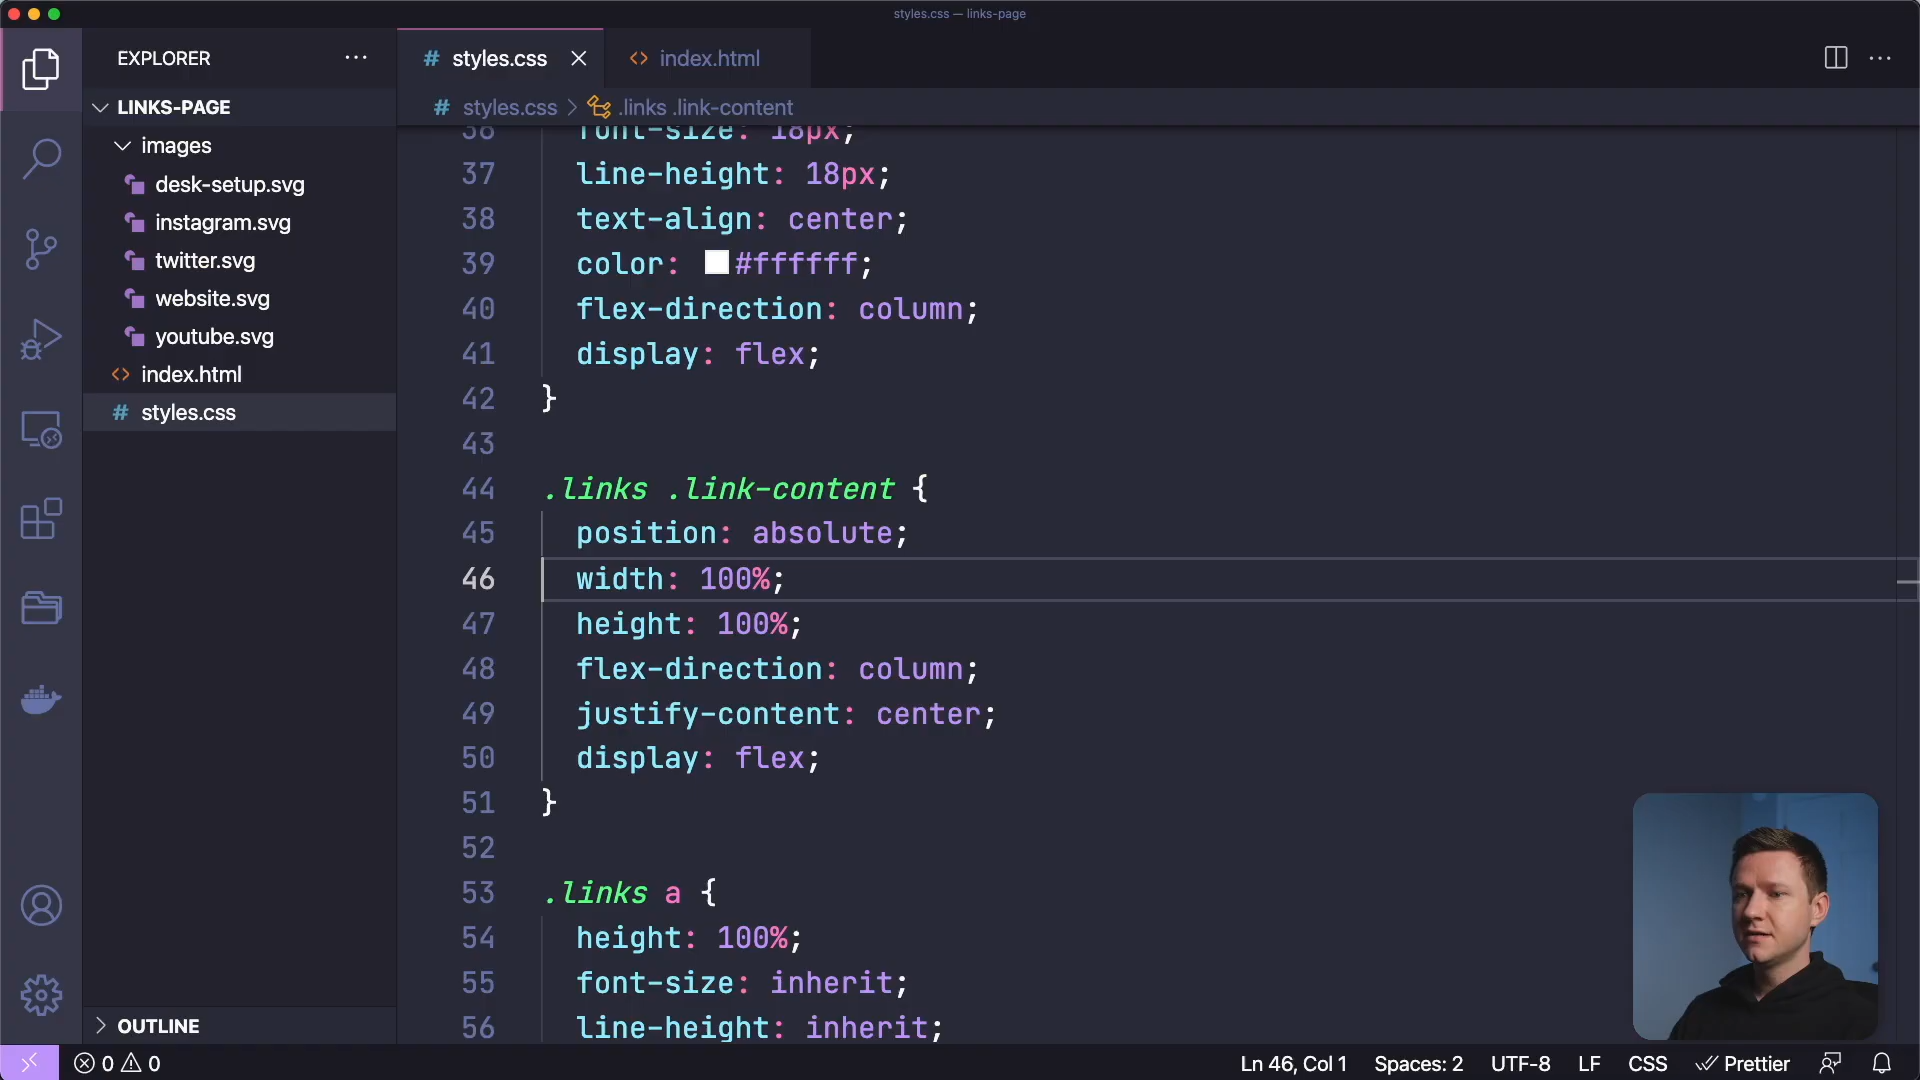 styles.css — links-page
EXPLORER
styles.css
index.html
LINKS-PAGE
styles.css > .links .link-content
images
desk-setup.svg
instagram.svg
twitter.svg
website.svg
youtube.svg
index.html
styles.css
OUTLINE
36 font-size: 18px;
37 line-height: 18px;
38 text-align: center;
39 color: #ffffff;
40 flex-direction: column;
41 display: flex;
42 }
43
44 .links .link-content {
45 position: absolute;
46 width: 100%;
47 height: 100%;
48 flex-direction: column;
49 justify-content: center;
50 display: flex;
51 }
52
53 .links a {
54 height: 100%;
55 font-size: inherit;
56 line-height: inherit;
0 0
Ln 46, Col 1 Spaces: 2 UTF-8 LF CSS Prettier